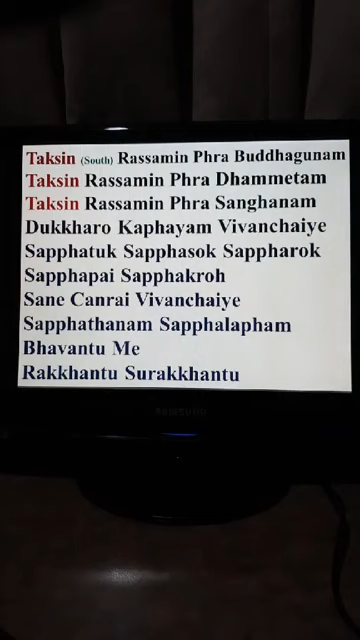 Taksin (South) Rassamin Phra Buddhagunam
Taksin Rassamin Phra Dhammetam
Taksin Rassamin Phra Sanghanam
Dukkharo Kaphayam Vivanchaiye
Sapphatuk Sapphasok Sappharok
Sapphapai Sapphakroh
Sane Canrai Vivanchaiye
Sapphathanam Sapphalapham
Bhavantu Me
Rakkhantu Surakkhantu
SAMSUNG